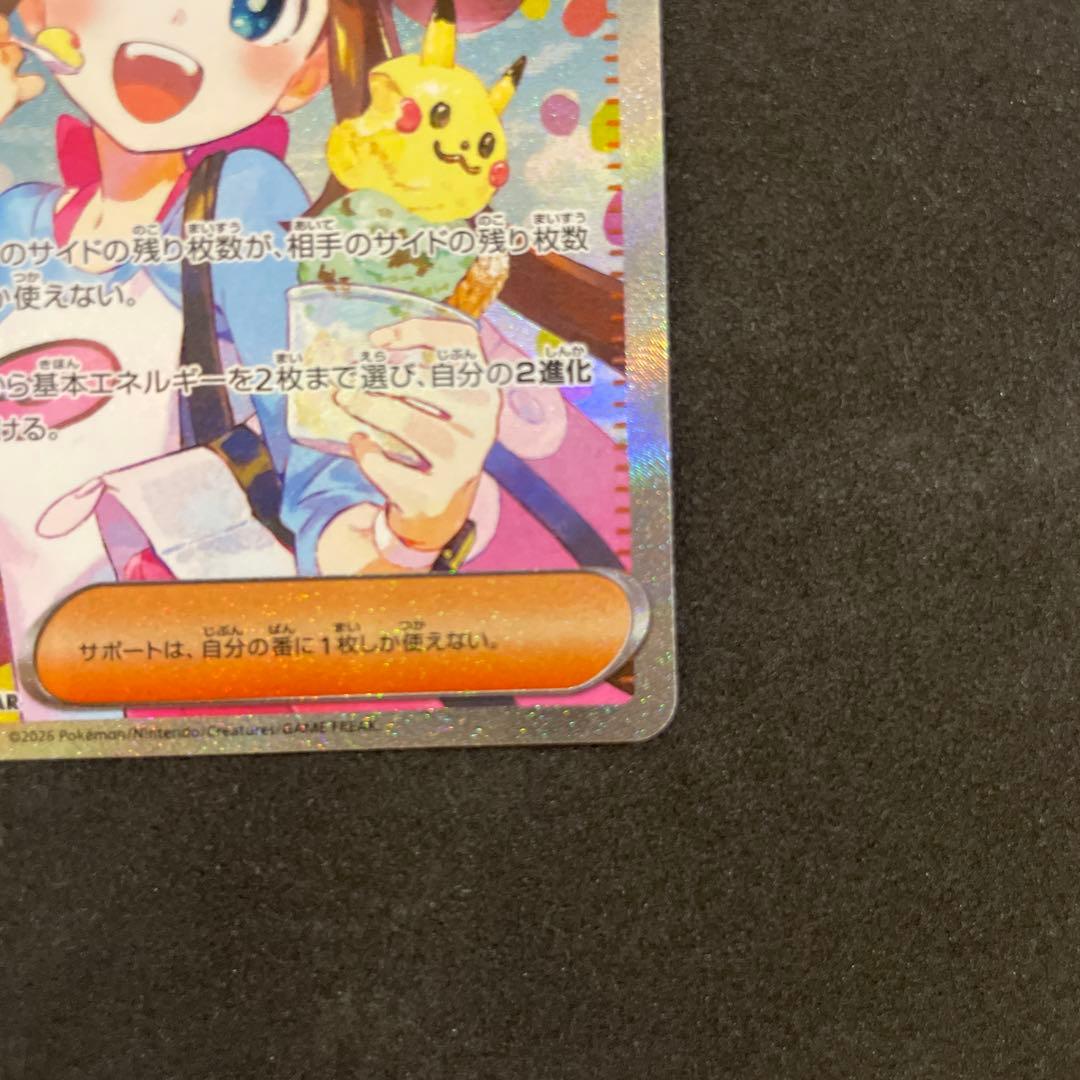 のサイドの残り枚数が、相手のサイドの残り枚数
使えない。
ら基本エネルギーを2枚まで選び、自分の2進化
ける。
サポートは、自分の番に1枚しか使えない。
AR
©2026 Pokémon/Nintendo/Creatures/GAME FREAK.